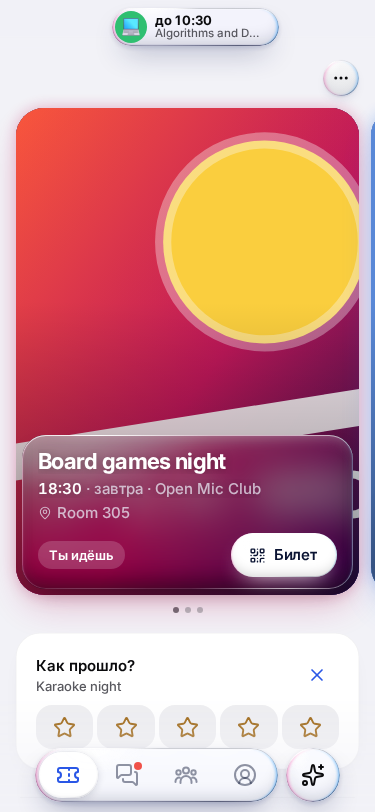 до 10:30
Algorithms and D...
Board games night
18:30 · завтра · Open Mic Club
Room 305
Ты идёшь
Билет
Как прошло?
Karaoke night